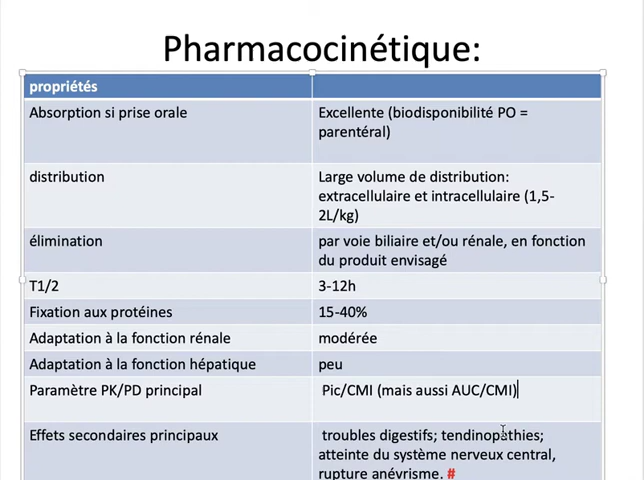 Pharmacocinétique:
propriétés
Absorption si prise orale
Excellente (biodisponibilité PO =
parentéral)
distribution
Large volume de distribution:
extracellulaire et intracellulaire (1,5-
2L/kg)
élimination
par voie biliaire et/ou rénale, en fonction
du produit envisagé
T1/2
3-12h
Fixation aux protéines
15-40%
Adaptation à la fonction rénale
modérée
Adaptation à la fonction hépatique
peu
Paramètre PK/PD principal
Pic/CMI (mais aussi AUC/CMI)
Effets secondaires principaux
troubles digestifs; tendinopathies;
atteinte du système nerveux central,
rupture anévrisme. #